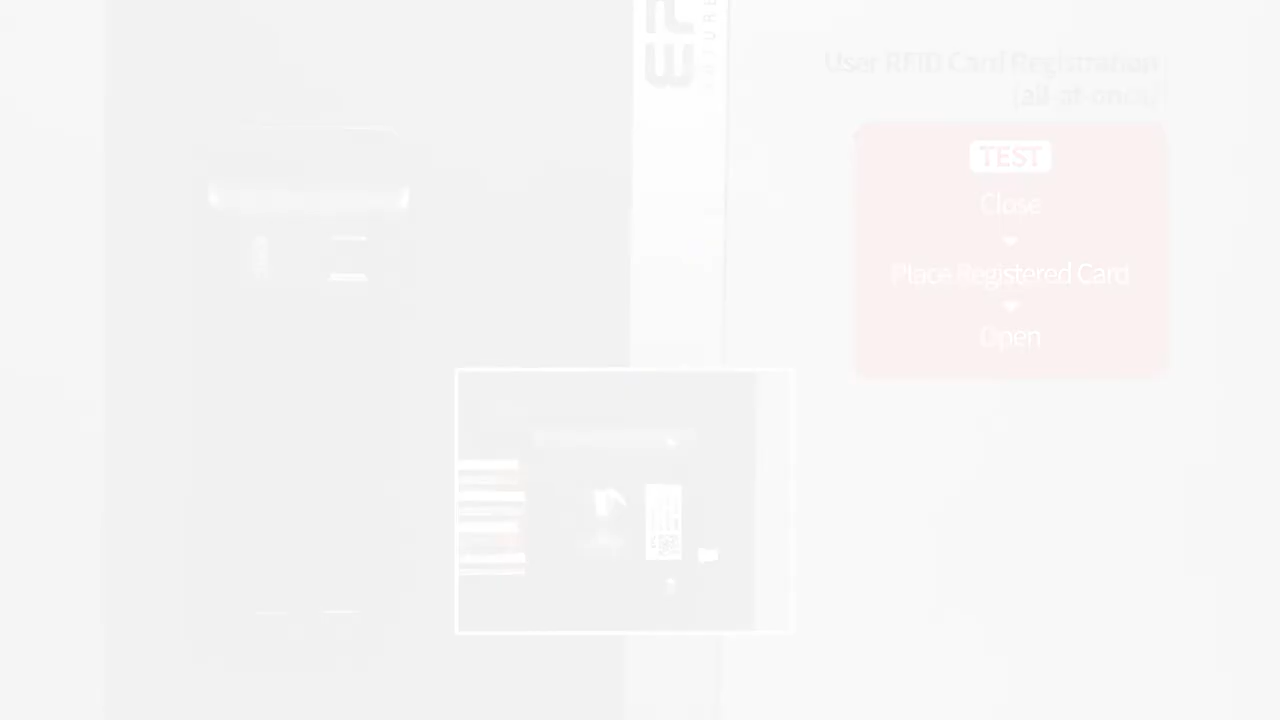 User RFID Card Registration
(all-at-once)
TEST
Close
Place Registered Card
Open